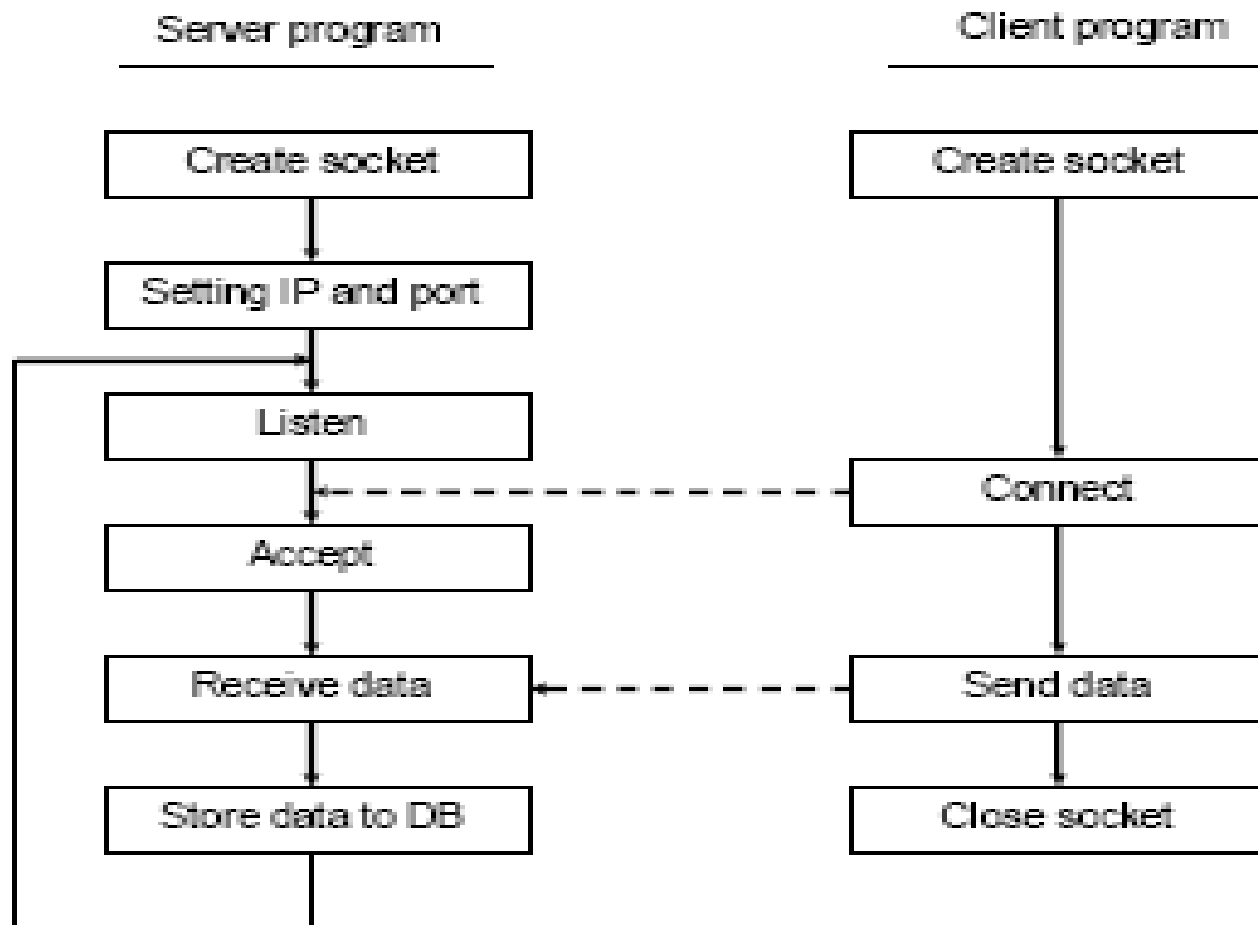 Server program
Create socket
Setting IP and port
Listen
Accept
Receive data
Store data to DB
Client program
Create socket
Connect
Send data
Close socket